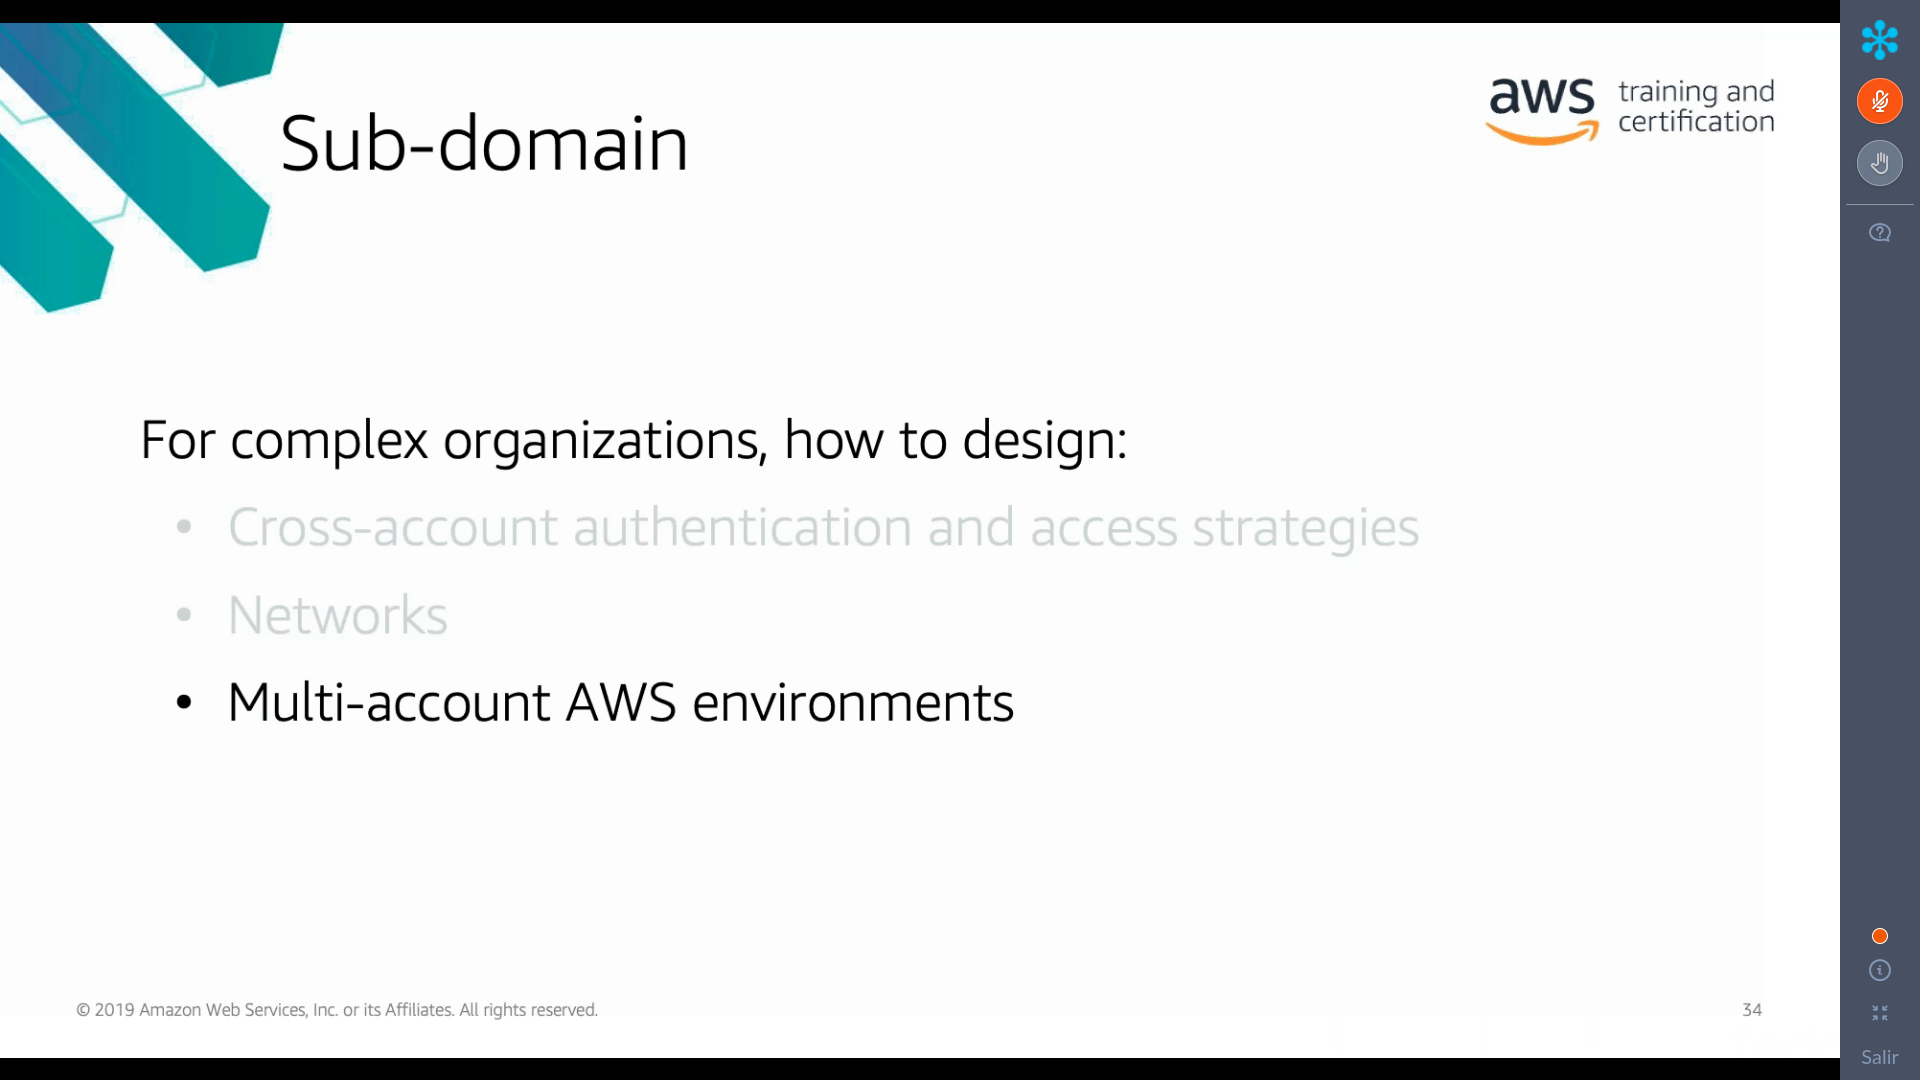 Sub-domain
aws training and
certification
For complex organizations, how to design:
• Cross-account authentication and access strategies
• Networks
• Multi-account AWS environments
© 2019 Amazon Web Services, Inc. or its Affiliates. All rights reserved.
34
Salir